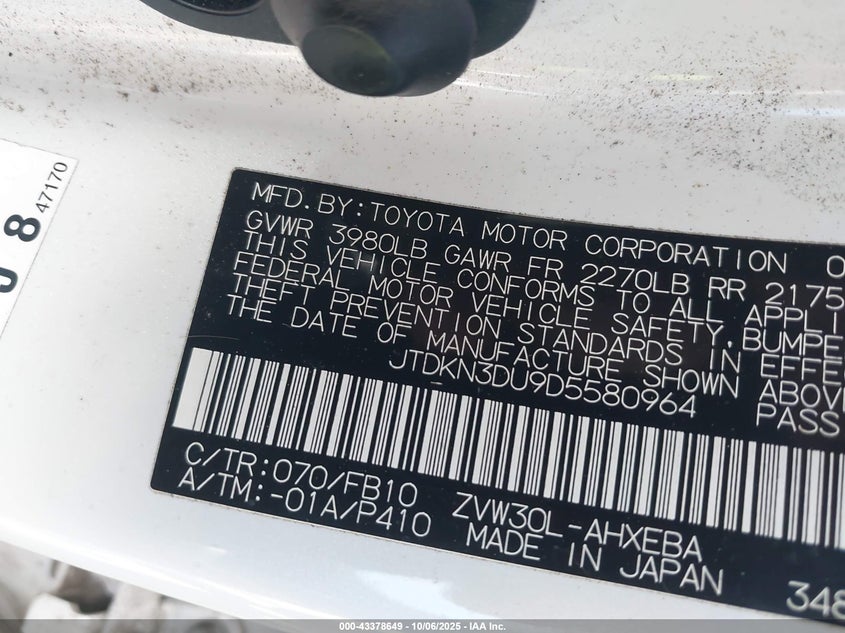 47170
08
MFD. BY: TOYOTA MOTOR CORPORATION
GVWR 3980LB GAWR FR 2270LB RR 2175
THIS VEHICLE CONFORMS TO ALL APPLI
FEDERAL MOTOR VEHICLE SAFETY, BUMPE
THEFT PREVENTION STANDARDS IN EFFE
THE DATE OF MANUFACTURE SHOWN ABOV
JTDKN3DU9D5580964 PASS
C/TR: 070/FB10 ZVW30L-AHXEBA
A/TM: -01A/P410 MADE IN JAPAN
348
000-43378649 | 10/06/2025 | IAA Inc.